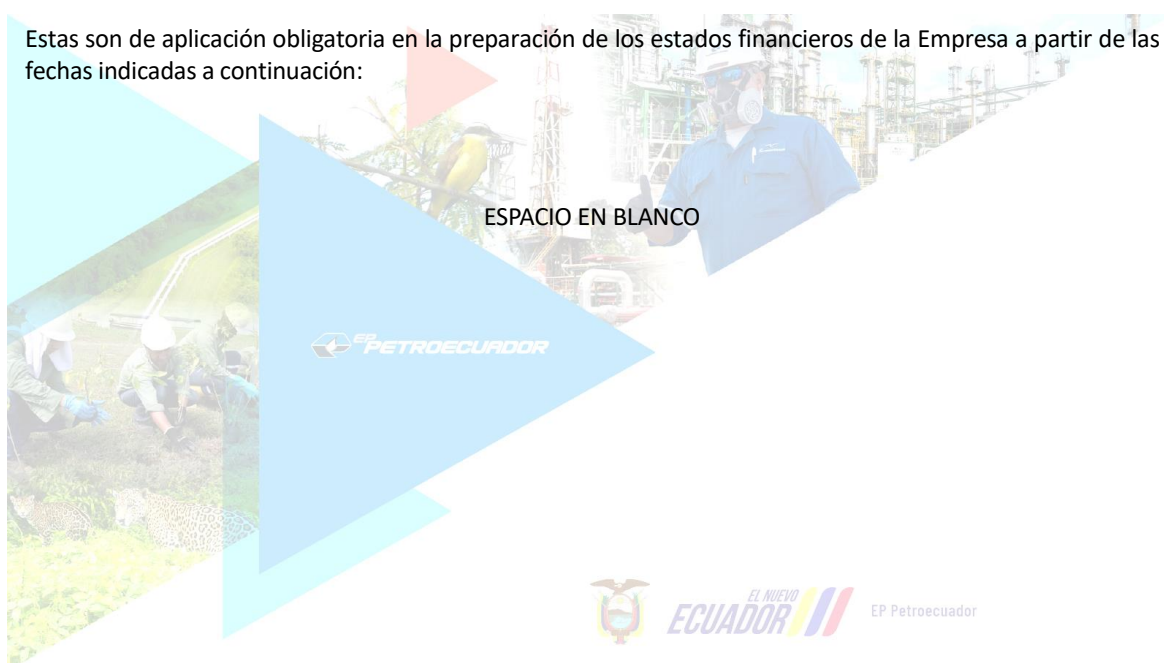 Estas son de aplicación obligatoria en la preparación de los estados financieros de la Empresa a partir de las
fechas indicadas a continuación:
ESPACIO EN BLANCO
EP
PETROECUADOR
EL NUEVO
ECUADOR
EP Petroecuador